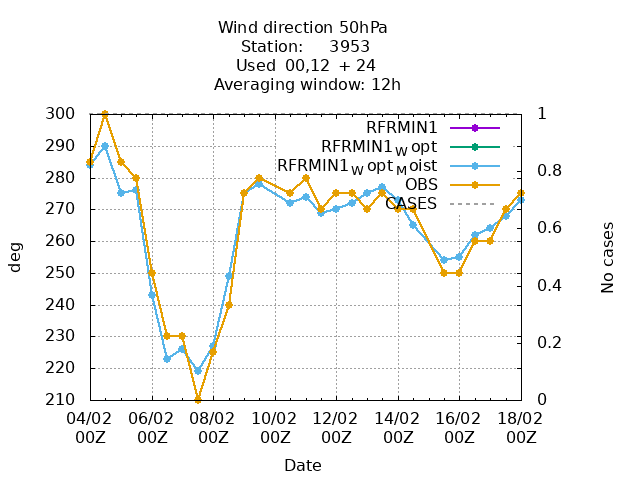 Wind direction 50hPa
Station: 3953
Used 00,12 + 24
Averaging window: 12h
300 1
RFRMIN1
290
RFRMIN1W opt
280 0.8
RFRMIN1W optM oist
OBS
270
CASES
0.6
260
deg
No cases
250
0.4
240
230
0.2
220
210 0
04/02 06/02 08/02 10/02 12/02 14/02 16/02 18/02
00Z 00Z 00Z 00Z 00Z 00Z 00Z 00Z
Date